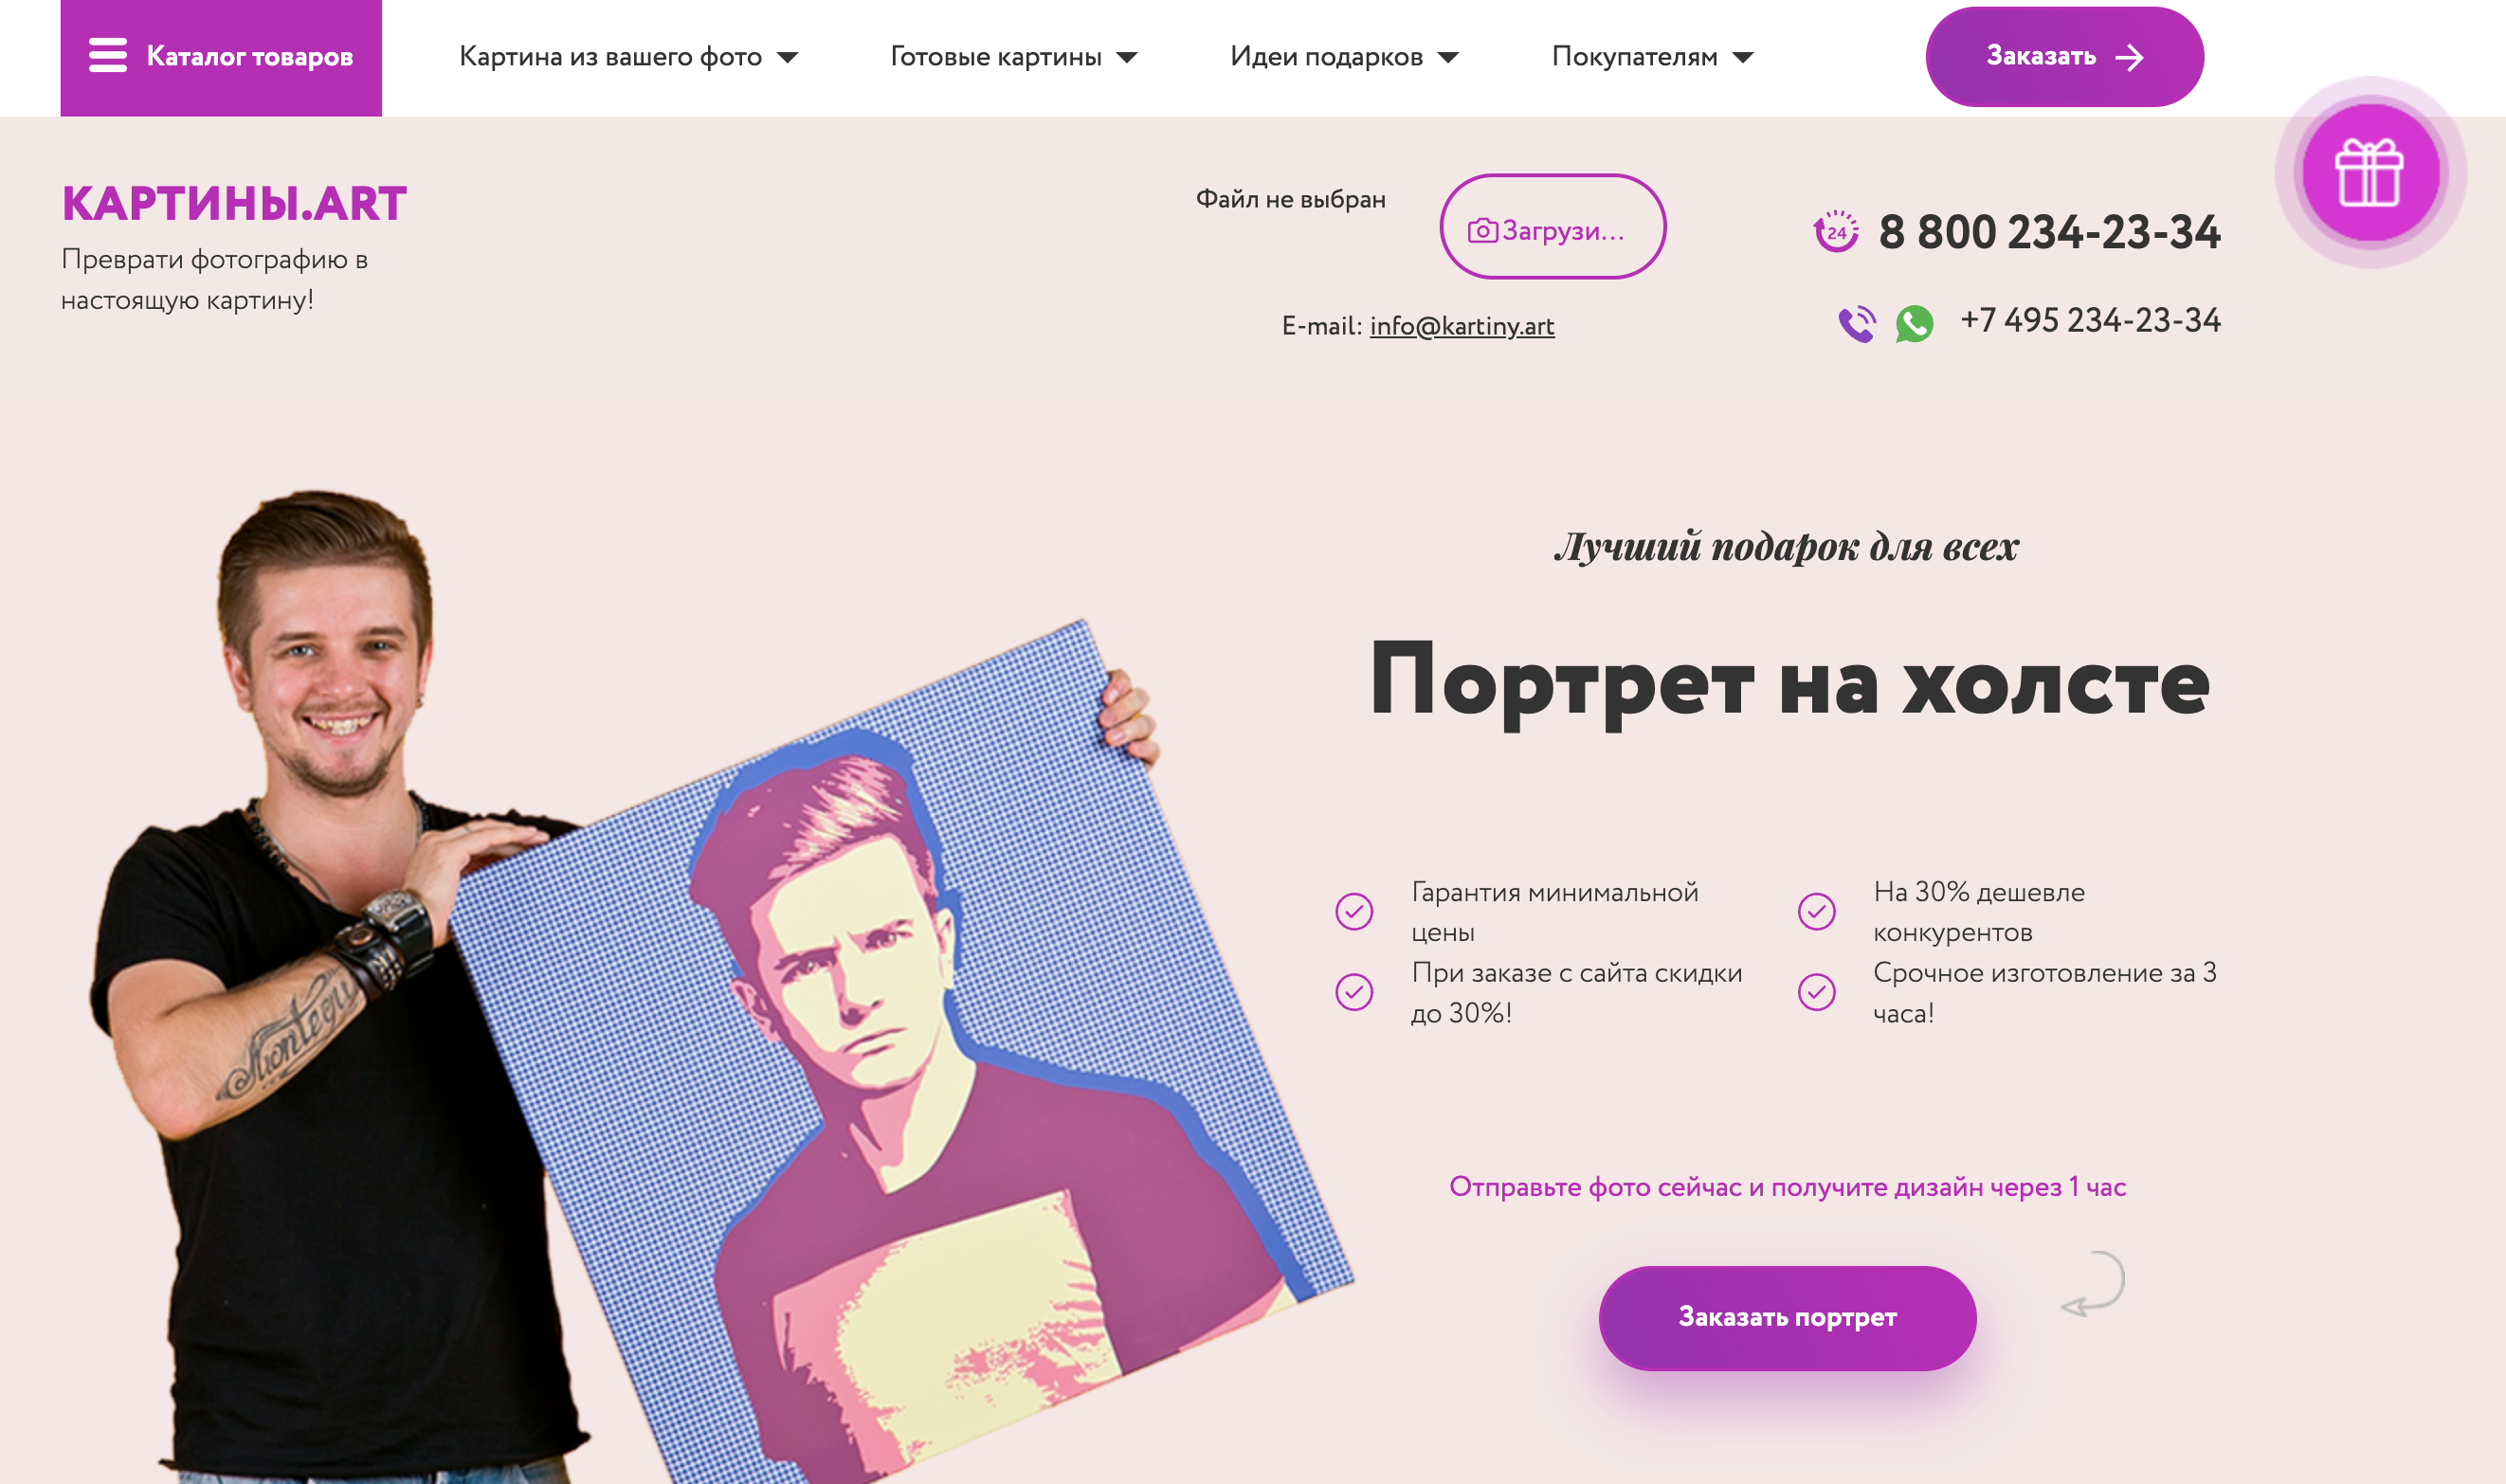 Каталог товаров
Картина из вашего фото
Готовые картины
Идеи подарков
Покупателям
Заказать
КАРТИНЫ.ART
Преврати фотографию в
настоящую картину!
Файл не выбран
Загрузи...
E-mail: info@kartiny.art
24
8 800 234-23-34
+7 495 234-23-34
Лучший подарок для всех
Портрет на холсте
Гарантия минимальной
цены
На 30% дешевле
конкурентов
При заказе с сайта скидки
до 30%!
Срочное изготовление за 3
часа!
Отправьте фото сейчас и получите дизайн через 1 час
Заказать портрет